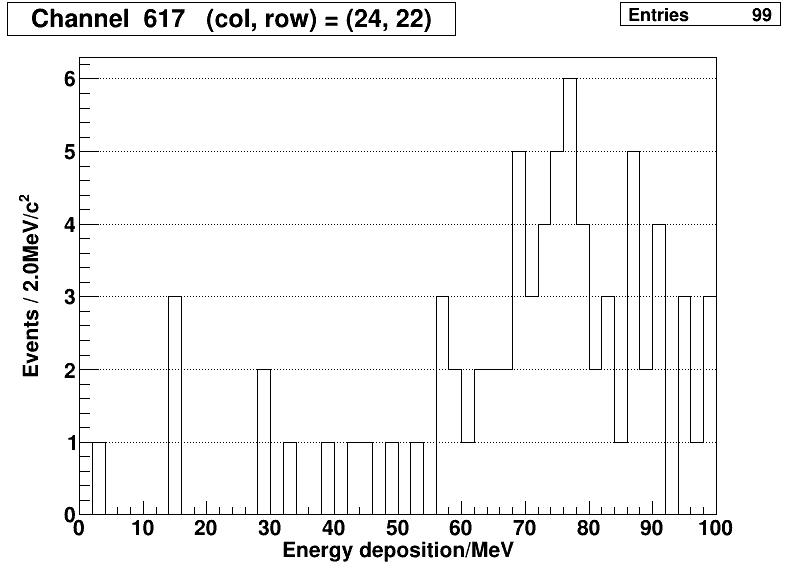 Channel 617 (col, row) = (24, 22)
Entries 99
Events / 2.0MeV/c²
6
5
4
3
2
1
0
0 10 20 30 40 50 60 70 80 90 100
Energy deposition/MeV